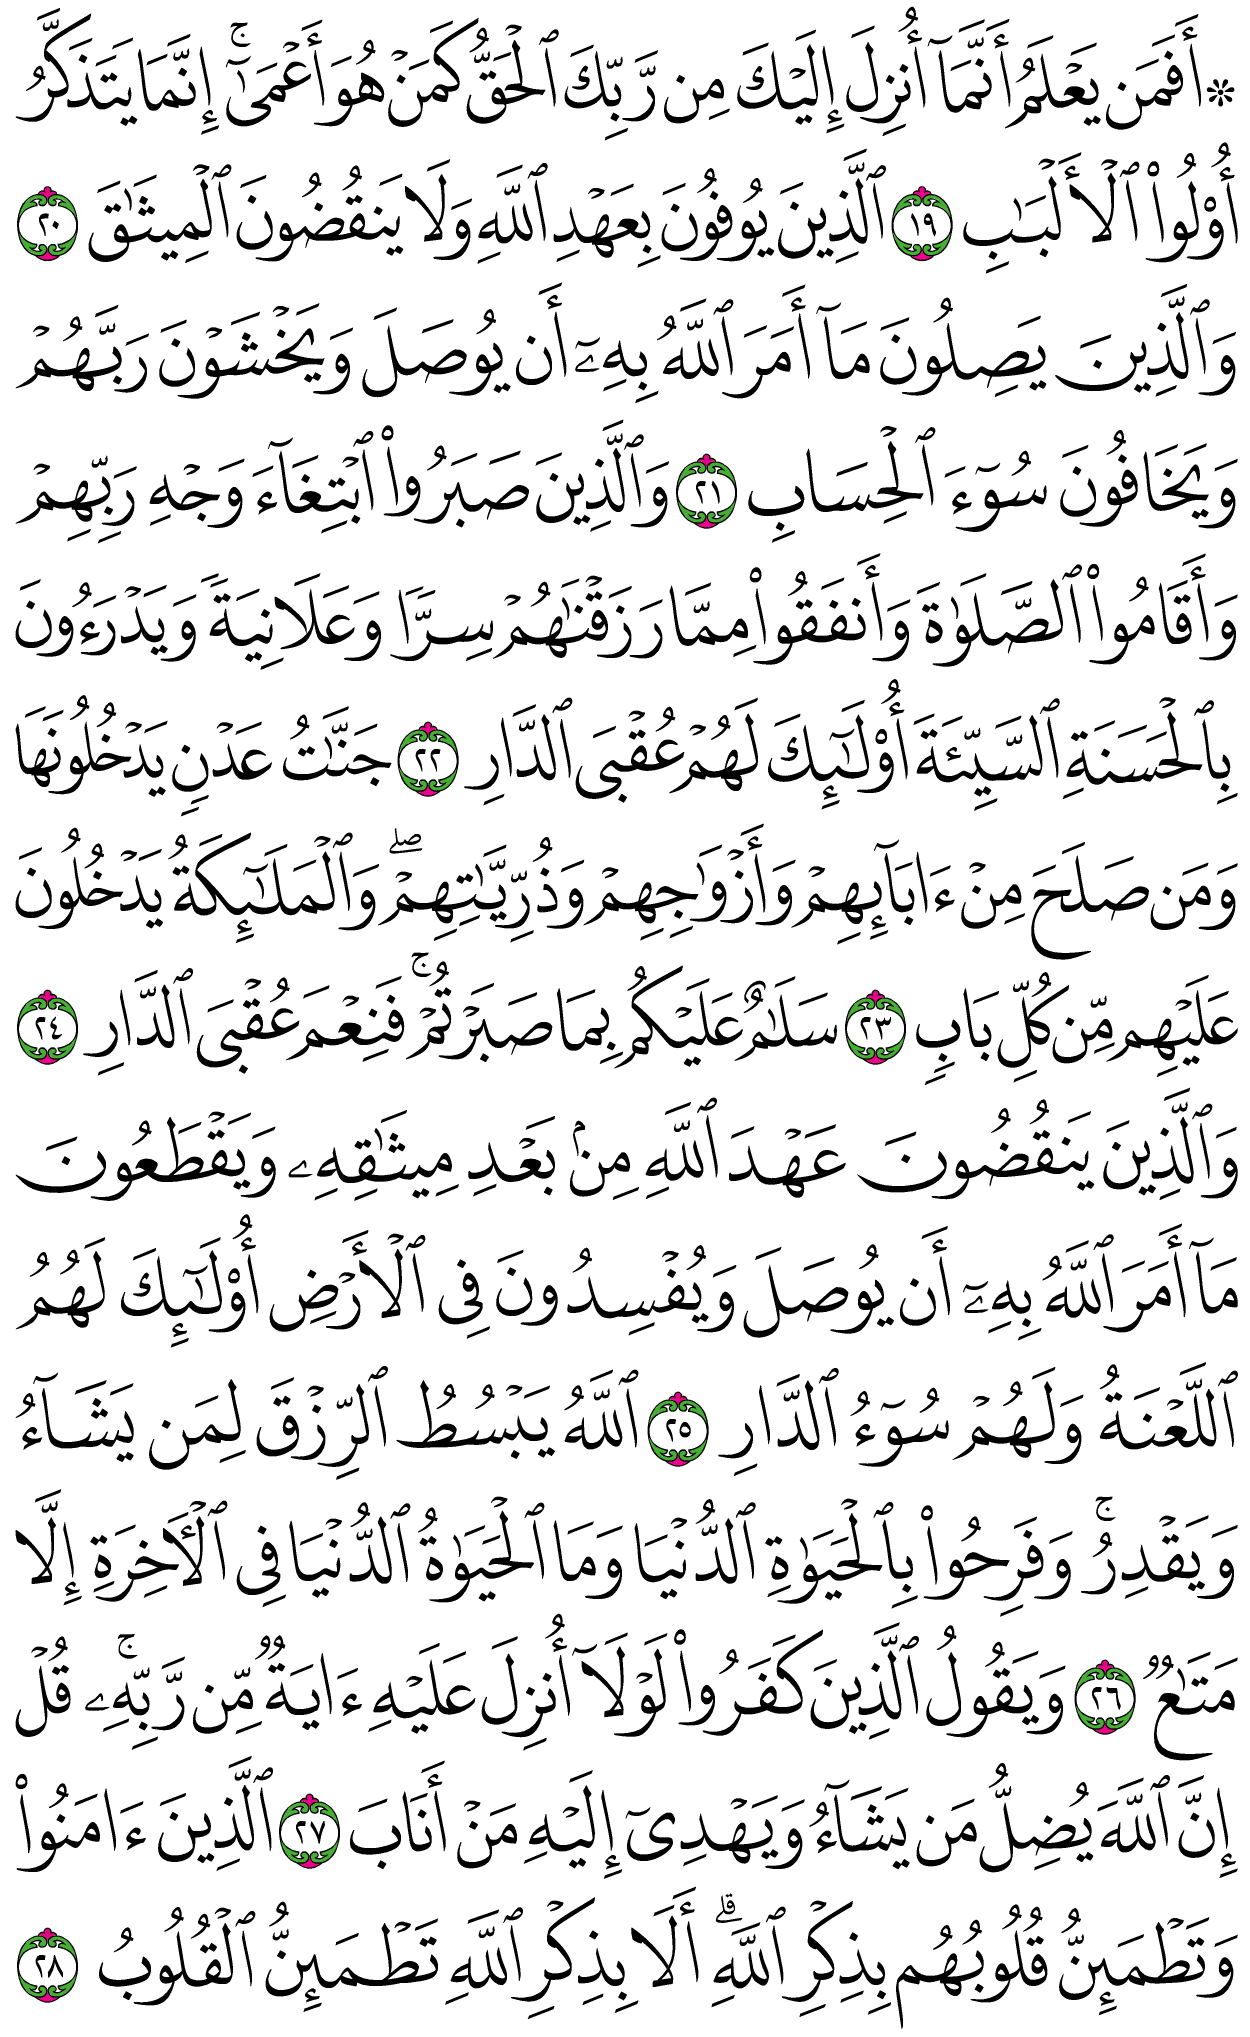 ۞ أَفَمَن يَعۡلَمُ أَنَّمَآ أُنزِلَ إِلَيۡكَ مِن رَّبِّكَ ٱلۡحَقُّ كَمَنۡ هُوَ أَعۡمَىٰٓۚ إِنَّمَا يَتَذَكَّرُ
أُوْلُواْ ٱلۡأَلۡبَٰبِ ١٩ ٱلَّذِينَ يُوفُونَ بِعَهۡدِ ٱللَّهِ وَلَا يَنقُضُونَ ٱلۡمِيثَٰقَ ٢٠
وَٱلَّذِينَ يَصِلُونَ مَآ أَمَرَ ٱللَّهُ بِهِۦٓ أَن يُوصَلَ وَيَخۡشَوۡنَ رَبَّهُمۡ
وَيَخَافُونَ سُوٓءَ ٱلۡحِسَابِ ٢١ وَٱلَّذِينَ صَبَرُواْ ٱبۡتِغَآءَ وَجۡهِ رَبِّهِمۡ
وَأَقَامُواْ ٱلصَّلَوٰةَ وَأَنفَقُواْ مِمَّا رَزَقۡنَٰهُمۡ سِرّٗا وَعَلَانِيَةٗ وَيَدۡرَءُونَ
بِٱلۡحَسَنَةِ ٱلسَّيِّئَةَ أُوْلَٰٓئِكَ لَهُمۡ عُقۡبَى ٱلدَّارِ ٢٢ جَنَّٰتُ عَدۡنٖ يَدۡخُلُونَهَا
وَمَن صَلَحَ مِنۡ ءَابَآئِهِمۡ وَأَزۡوَٰجِهِمۡ وَذُرِّيَّٰتِهِمۡۖ وَٱلۡمَلَٰٓئِكَةُ يَدۡخُلُونَ
عَلَيۡهِم مِّن كُلِّ بَابٖ ٢٣ سَلَٰمٌ عَلَيۡكُم بِمَا صَبَرۡتُمۡۚ فَنِعۡمَ عُقۡبَى ٱلدَّارِ ٢٤
وَٱلَّذِينَ يَنقُضُونَ عَهۡدَ ٱللَّهِ مِنۢ بَعۡدِ مِيثَٰقِهِۦ وَيَقۡطَعُونَ
مَآ أَمَرَ ٱللَّهُ بِهِۦٓ أَن يُوصَلَ وَيُفۡسِدُونَ فِي ٱلۡأَرۡضِ أُوْلَٰٓئِكَ لَهُمُ
ٱللَّعۡنَةُ وَلَهُمۡ سُوٓءُ ٱلدَّارِ ٢٥ ٱللَّهُ يَبۡسُطُ ٱلرِّزۡقَ لِمَن يَشَآءُ
وَيَقۡدِرُۚ وَفَرِحُواْ بِٱلۡحَيَوٰةِ ٱلدُّنۡيَا وَمَا ٱلۡحَيَوٰةُ ٱلدُّنۡيَا فِي ٱلۡأٓخِرَةِ إِلَّا
مَتَٰعٞ ٢٦ وَيَقُولُ ٱلَّذِينَ كَفَرُواْ لَوۡلَآ أُنزِلَ عَلَيۡهِ ءَايَةٞ مِّن رَّبِّهِۦۚ قُلۡ
إِنَّ ٱللَّهَ يُضِلُّ مَن يَشَآءُ وَيَهۡدِيٓ إِلَيۡهِ مَنۡ أَنَابَ ٢٧ ٱلَّذِينَ ءَامَنُواْ
وَتَطۡمَئِنُّ قُلُوبُهُم بِذِكۡرِ ٱللَّهِۗ أَلَا بِذِكۡرِ ٱللَّهِ تَطۡمَئِنُّ ٱلۡقُلُوبُ ٢٨